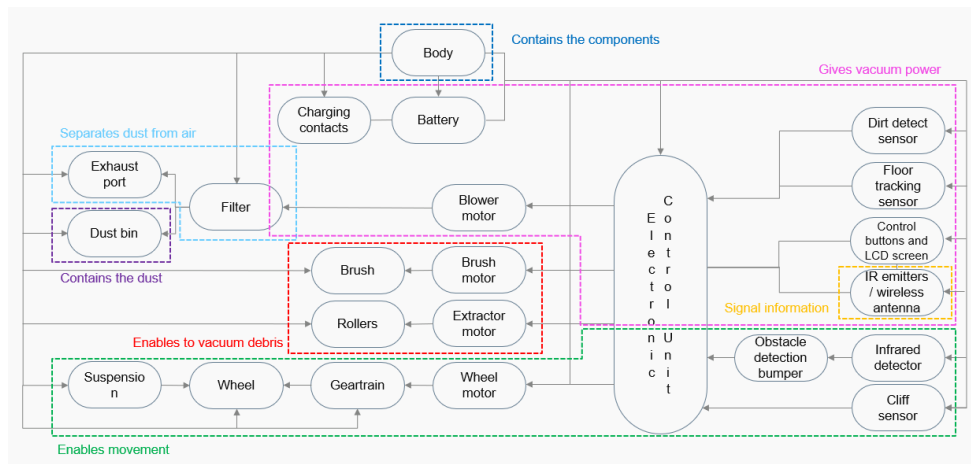 Body
Contains the components
Gives vacuum power
Charging
contacts
Battery
Dirt detect
sensor
Separates dust from air
Exhaust
port
Filter
Blower
motor
Floor
tracking
sensor
Dust bin
Control
buttons and
LCD screen
Contains the dust
Brush
Brush
motor
Electronic
Control Unit
IR emitters
/ wireless
antenna
Signal information
Rollers
Extractor
motor
Enables to vacuum debris
Obstacle
detection
bumper
Infrared
detector
Suspensio
n
Wheel
Geartrain
Wheel
motor
Cliff
sensor
Enables movement